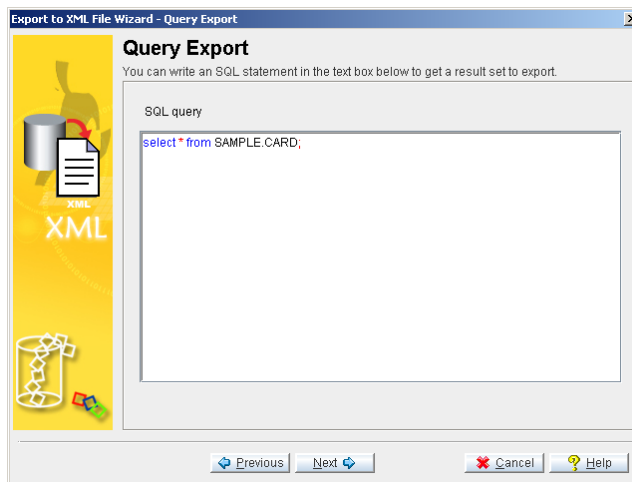 Export to XML File Wizard - Query Export
Query Export
You can write an SQL statement in the text box below to get a result set to export.
SQL query
select * from SAMPLE.CARD;
XML
XML
Previous Next Cancel Help